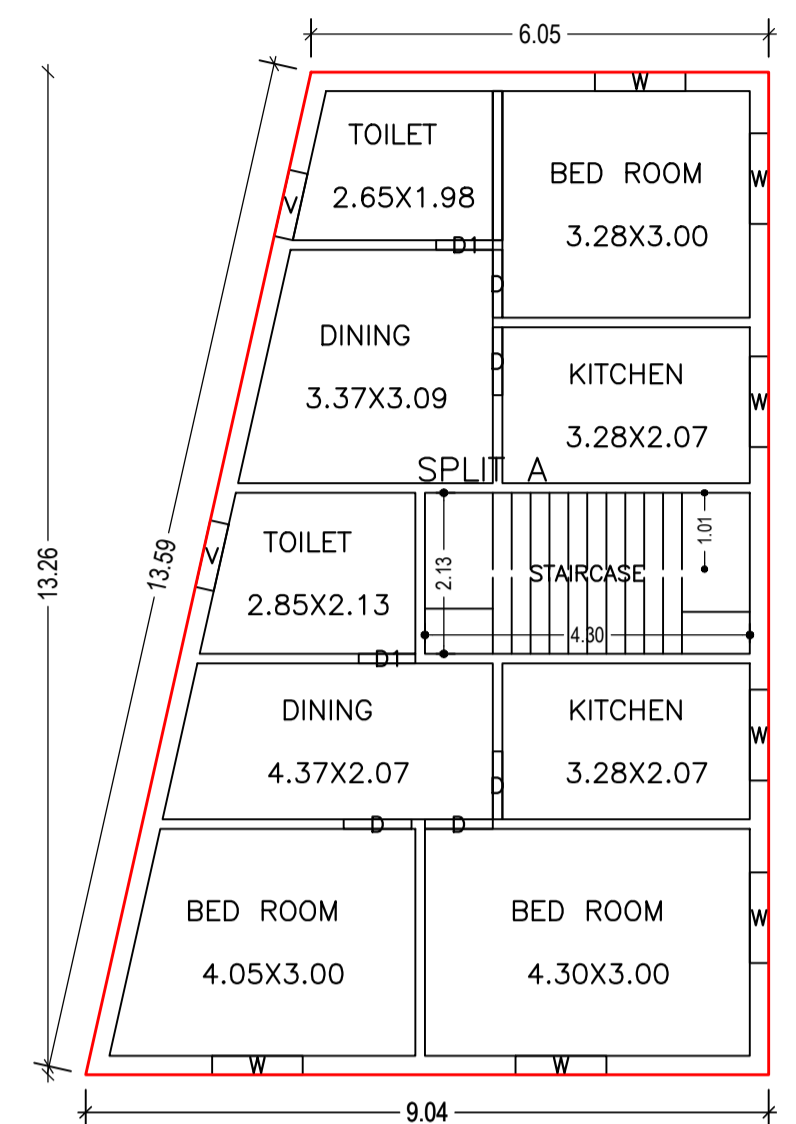 6.05
W
TOILET
2.65X1.98
BED ROOM
3.28X3.00
W
V
D1
D
DINING
3.37X3.09
D
KITCHEN
3.28X2.07
W
SPLIT A
13.26
13.59
V
TOILET
2.85X2.13
2.13
STAIRCASE
1.01
4.30
D1
DINING
4.37X2.07
KITCHEN
3.28X2.07
W
D
D
D
BED ROOM
4.05X3.00
BED ROOM
4.30X3.00
W
W
W
9.04